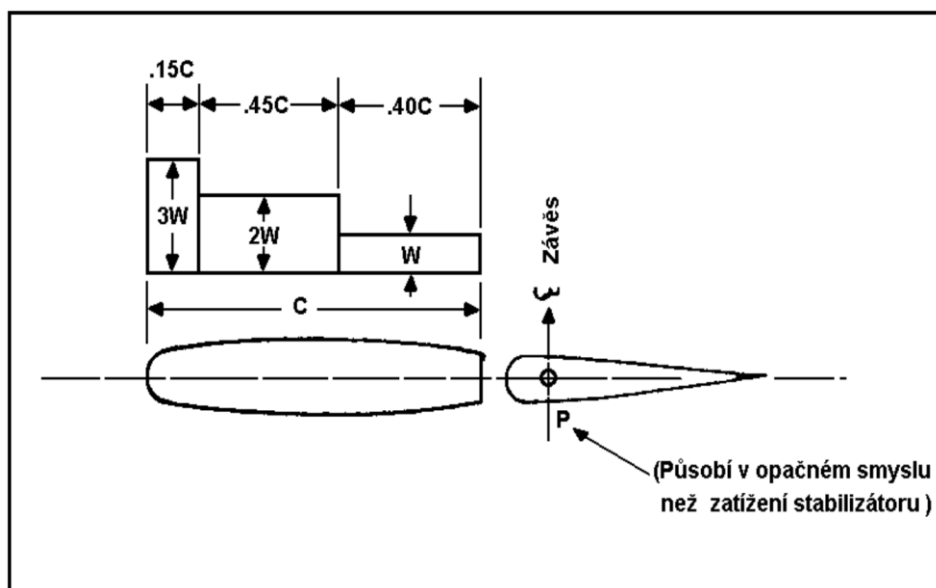 .15C
.45C
.40C
3W
2W
W
Závěs
C
P
(Působí v opačném smyslu
než zatížení stabilizátoru )